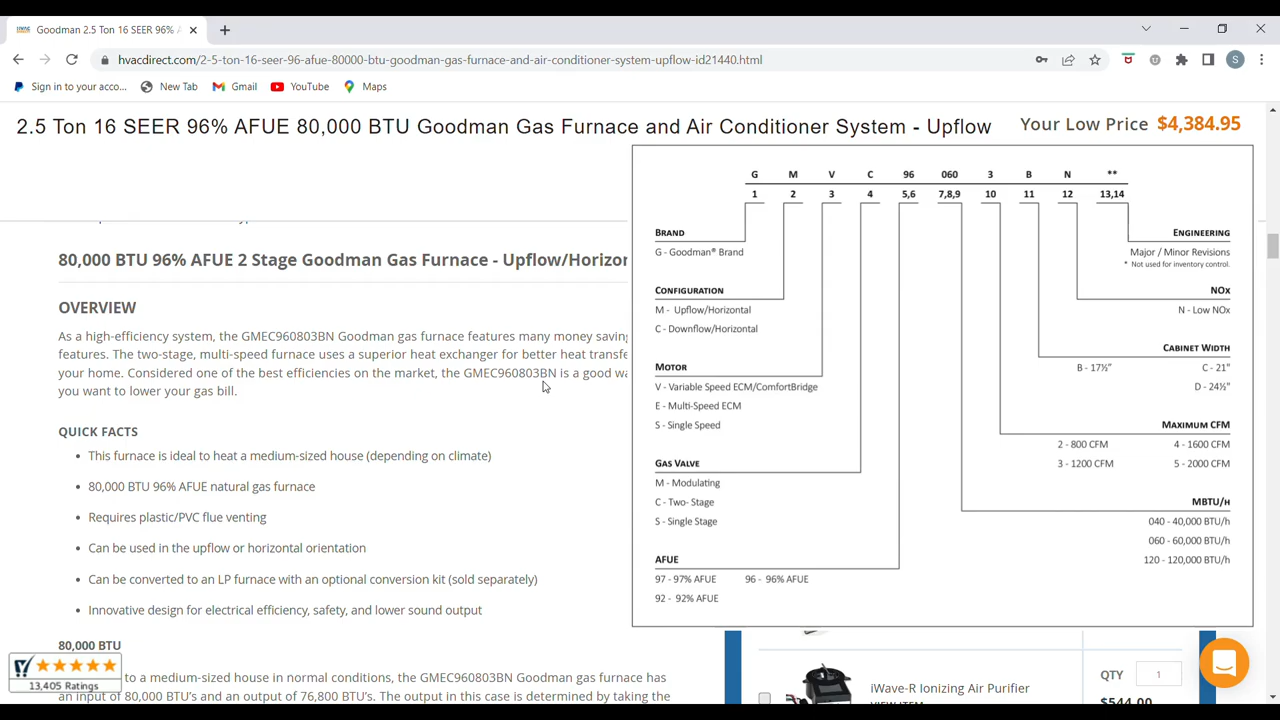 Goodman 2.5 Ton 16 SEER 96%
hvacdirect.com/2-5-ton-16-seer-96-afue-80000-btu-goodman-gas-furnace-and-air-conditioner-system-upflow-id21440.html
S
Sign in to your acco...
New Tab
Gmail
YouTube
Maps
2.5 Ton 16 SEER 96% AFUE 80,000 BTU Goodman Gas Furnace and Air Conditioner System - Upflow
Your Low Price $4,384.95
80,000 BTU 96% AFUE 2 Stage Goodman Gas Furnace - Upflow/Horizon
OVERVIEW
As a high-efficiency system, the GMEC960803BN Goodman gas furnace features many money saving
features. The two-stage, multi-speed furnace uses a superior heat exchanger for better heat transfe
your home. Considered one of the best efficiencies on the market, the GMEC960803BN is a good wa
you want to lower your gas bill.
QUICK FACTS
• This furnace is ideal to heat a medium-sized house (depending on climate)
• 80,000 BTU 96% AFUE natural gas furnace
• Requires plastic/PVC flue venting
• Can be used in the upflow or horizontal orientation
• Can be converted to an LP furnace with an optional conversion kit (sold separately)
• Innovative design for electrical efficiency, safety, and lower sound output
80,000 BTU
a medium-sized house in normal conditions, the GMEC960803BN Goodman gas furnace has
an input of 80,000 BTU's and an output of 76,800 BTU's. The output in this case is determined by taking the
13,405 Ratings
G M V C 96 060 3 B N **
1 2 3 4 5,6 7,8,9 10 11 12 13,14
BRAND
G - Goodman® Brand
CONFIGURATION
M - Upflow/Horizontal
C - Downflow/Horizontal
MOTOR
V - Variable Speed ECM/ComfortBridge
E - Multi-Speed ECM
S - Single Speed
GAS VALVE
M - Modulating
C - Two- Stage
S - Single Stage
AFUE
97 - 97% AFUE 96 - 96% AFUE
92 - 92% AFUE
ENGINEERING
Major / Minor Revisions
* Not used for inventory control.
NOx
N - Low NOx
CABINET WIDTH
B - 17½" C - 21"
D - 24½"
MAXIMUM CFM
2 - 800 CFM 4 - 1600 CFM
3 - 1200 CFM 5 - 2000 CFM
MBTU/H
040 - 40,000 BTU/h
060 - 60,000 BTU/h
120 - 120,000 BTU/h
iWave-R Ionizing Air Purifier
VIEW ITEM
QTY 1
$544.00